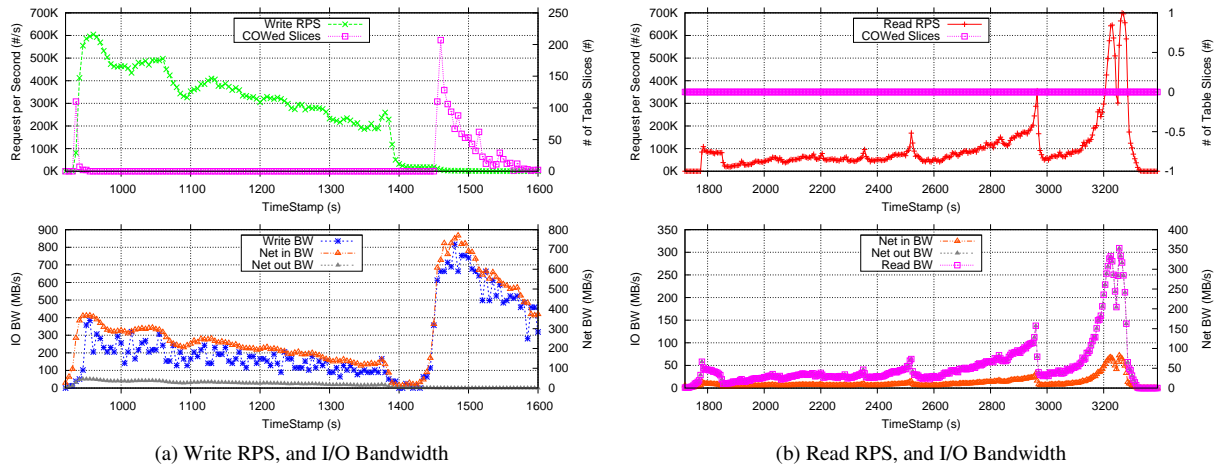 700K
600K
500K
400K
300K
200K
100K
0K
Request per Second (#/s)
Write RPS
COWed Slices
250
200
150
100
50
0
# of Table Slices (#)
1000 1100 1200 1300 1400 1500 1600
TimeStamp (s)
900
800
700
600
500
400
300
200
100
0
IO BW (MB/s)
Write BW
Net in BW
Net out BW
800
700
600
500
400
300
200
100
0
Net BW (MB/s)
1000 1100 1200 1300 1400 1500 1600
TimeStamp (s)
(a) Write RPS, and I/O Bandwidth
700K
600K
500K
400K
300K
200K
100K
0K
Request per Second (#/s)
Read RPS
COWed Slices
1
0.5
0
-0.5
-1
# of Table Slices (#)
1800 2000 2200 2400 2600 2800 3000 3200
TimeStamp (s)
350
300
250
200
150
100
50
0
IO BW (MB/s)
Net in BW
Net out BW
Read BW
400
350
300
250
200
150
100
50
0
Net BW (MB/s)
1800 2000 2200 2400 2600 2800 3000 3200
TimeStamp (s)
(b) Read RPS, and I/O Bandwidth